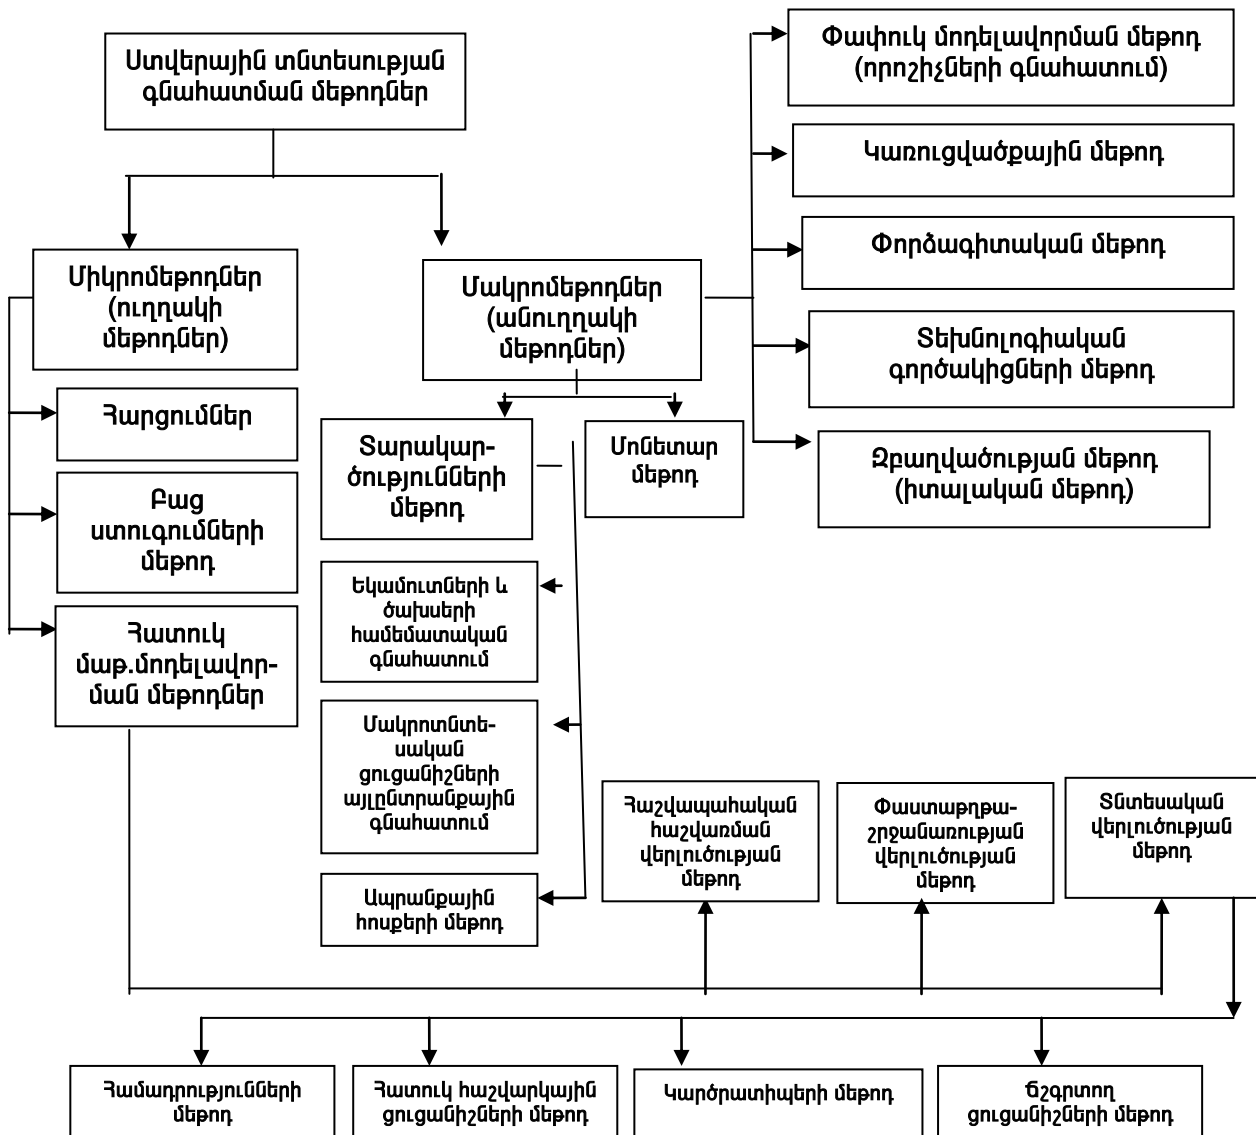 Ստվերային տնտեսության
գնահատման մեթոդներ
Փափուկ մոդելավորման մեթոդ
(որոշիչների գնահատում)
Կառուցվածքային մեթոդ
Փորձագիտական մեթոդ
Տեխնոլոգիական
գործակիցների մեթոդ
Զբաղվածության մեթոդ
(իտալական մեթոդ)
Միկրոմեթոդներ
(ուղղակի
մեթոդներ)
Մակրոմեթոդներ
(անուղղակի
մեթոդներ)
Հարցումներ
Բաց
ստուգումների
մեթոդ
Հատուկ
մաթ.մոդելավոր-
ման մեթոդներ
Տարակար-
ծությունների
մեթոդ
Մոնետար
մեթոդ
Եկամուտների և
ծախսերի
համեմատական
գնահատում
Մակրոտնտե-
սական
ցուցանիշների
այլընտրանքային
գնահատում
Ապրանքային
հոսքերի մեթոդ
Հաշվապահական
հաշվառման
վերլուծության
մեթոդ
Փաստաթղթա-
շրջանառության
վերլուծության
մեթոդ
Տնտեսական
վերլուծության
մեթոդ
Համադրությունների
մեթոդ
Հատուկ հաշվարկային
ցուցանիշների մեթոդ
Կարծրատիպերի մեթոդ
Ճշգրտող
ցուցանիշների մեթոդ